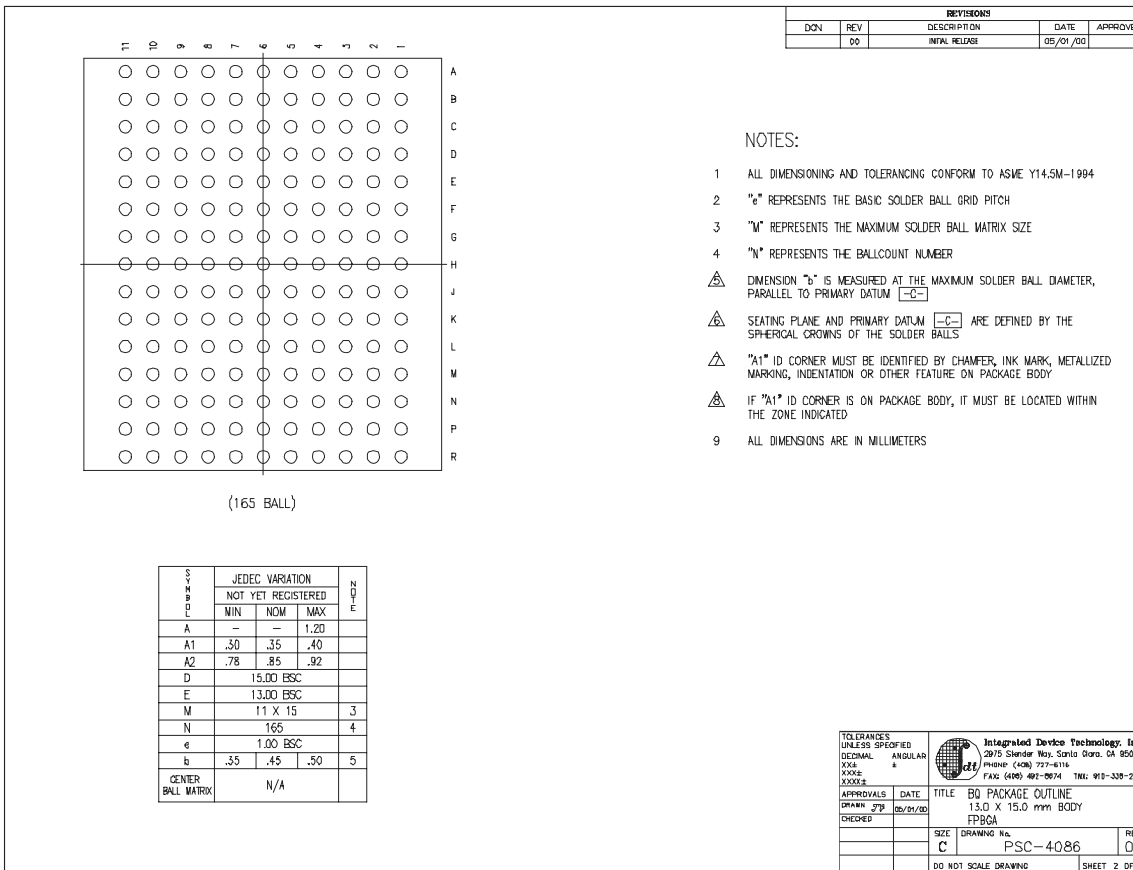 REVISIONS
DCN REV DESCRIPTION DATE APPROVE
00 INITIAL RELEASE 05/01/00
11 10 9 8 7 6 5 4 3 2 1
A
B
C
D
E
F
G
H
J
K
L
M
N
P
R
(165 BALL)
NOTES:
1 ALL DIMENSIONING AND TOLERANCING CONFORM TO ASME Y14.5M-1994
2 "e" REPRESENTS THE BASIC SOLDER BALL GRID PITCH
3 "M" REPRESENTS THE MAXIMUM SOLDER BALL MATRIX SIZE
4 "N" REPRESENTS THE BALLCOUNT NUMBER
5 DIMENSION "b" IS MEASURED AT THE MAXIMUM SOLDER BALL DIAMETER,
PARALLEL TO PRIMARY DATUM -C-
6 SEATING PLANE AND PRIMARY DATUM -C- ARE DEFINED BY THE
SPHERICAL CROWNS OF THE SOLDER BALLS
7 "A1" ID CORNER MUST BE IDENTIFIED BY CHAMFER, INK MARK, METALLIZED
MARKING, INDENTATION OR OTHER FEATURE ON PACKAGE BODY
8 IF "A1" ID CORNER IS ON PACKAGE BODY, IT MUST BE LOCATED WITHIN
THE ZONE INDICATED
9 ALL DIMENSIONS ARE IN MILLIMETERS
SYMBOL JEDEC VARIATION NOTE
NOT YET REGISTERED
MIN NOM MAX
A - - 1.20
A1 .30 .35 .40
A2 .78 .85 .92
D 15.00 BSC
E 13.00 BSC
M 11 X 15 3
N 165 4
e 1.00 BSC
b .35 .45 .50 5
CENTER
BALL MATRIX N/A
TOLERANCES
UNLESS SPECIFIED
DECIMAL ANGULAR
XX± ±
XXX±
XXXX±
idt
Integrated Device Technology, In
2975 Stender Way, Santa Clara, CA 950
PHONE: (408) 727-6116
FAX: (408) 492-8674 TWX: 910-338-2
APPROVALS DATE
DRAWN 05/01/00
CHECKED
TITLE BQ PACKAGE OUTLINE
13.0 X 15.0 mm BODY
FPBGA
SIZE DRAWING No. RE
C PSC-4086 0
DO NOT SCALE DRAWING SHEET 2 OF